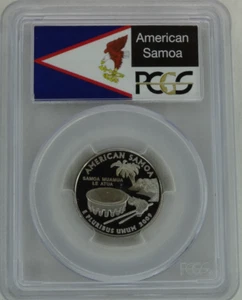 American
Samoa
PCGS
AMERICAN SAMOA
SAMOA MUAMUA
LE ATUA
E PLURIBUS UNUM 2009